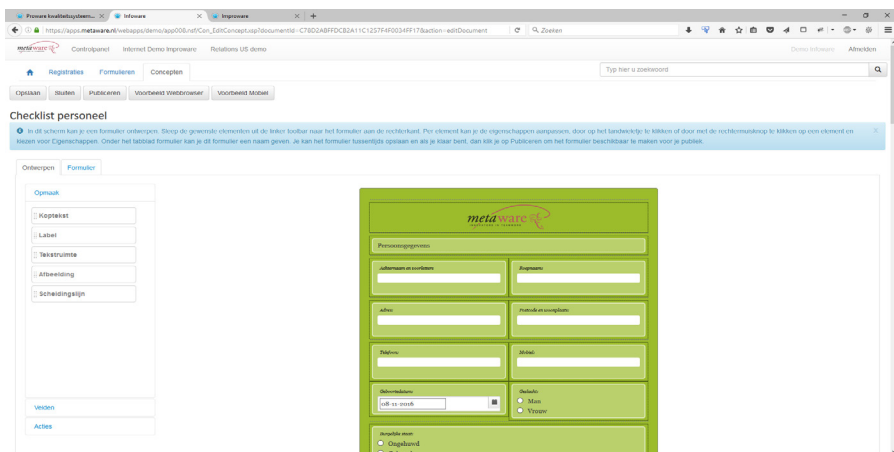 Proware kwaliteitssysteem...
Infoware
Improware
https://apps.metaware.nl/webapps/demo/app008.nsf/Con_EditConcept.xsp?documentId=C78D2ABFFDCB2A11C1257F4F0034FF17&action=editDocument
Zoeken
metaware
Controlpanel
Internet Demo Improware
Relations US demo
Demo Infoware
Afmelden
Registraties
Formulieren
Concepten
Typ hier u zoekwoord
Opslaan
Sluiten
Publiceren
Voorbeeld Webbrowser
Voorbeeld Mobiel
Checklist personeel
In dit scherm kan je een formulier ontwerpen. Sleep de gewenste elementen uit de linker toolbar naar het formulier aan de rechterkant. Per element kan je de eigenschappen aanpassen, door op het tandwieletje te klikken of door met de rechtermuisknop te klikken op een element en
kiezen voor Eigenschappen. Onder het tabblad formulier kan je dit formulier een naam geven. Je kan het formulier tussentijds opslaan en als je klaar bent, dan klik je op Publiceren om het formulier beschikbaar te maken voor je publiek.
Ontwerpen
Formulier
Opmaak
Koptekst
Label
Tekstruimte
Afbeelding
Scheidingslijn
Velden
Acties
metaware
Persoonsgegevens
Achternaam en voorletters:
Roepnaam:
Adres:
Postcode en woonplaats:
Telefoon:
Mobiel:
Geboortedatum:
08-11-2016
Geslacht:
Man
Vrouw
Burgelijke staat:
Ongehuwd